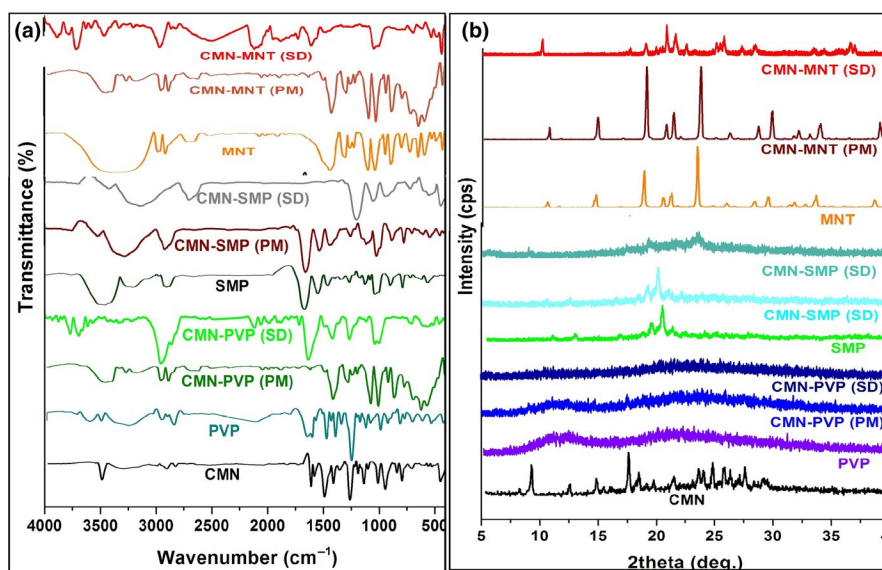 (a)
CMN-MNT (SD)
CMN-MNT (PM)
MNT
CMN-SMP (SD)
CMN-SMP (PM)
SMP
CMN-PVP (SD)
CMN-PVP (PM)
PVP
CMN
Transmittance (%)
4000 3500 3000 2500 2000 1500 1000 500
Wavenumber (cm⁻¹)
(b)
CMN-MNT (SD)
CMN-MNT (PM)
MNT
CMN-SMP (SD)
CMN-SMP (SD)
SMP
CMN-PVP (SD)
CMN-PVP (PM)
PVP
CMN
Intensity (cps)
5 10 15 20 25 30 35
2theta (deg.)